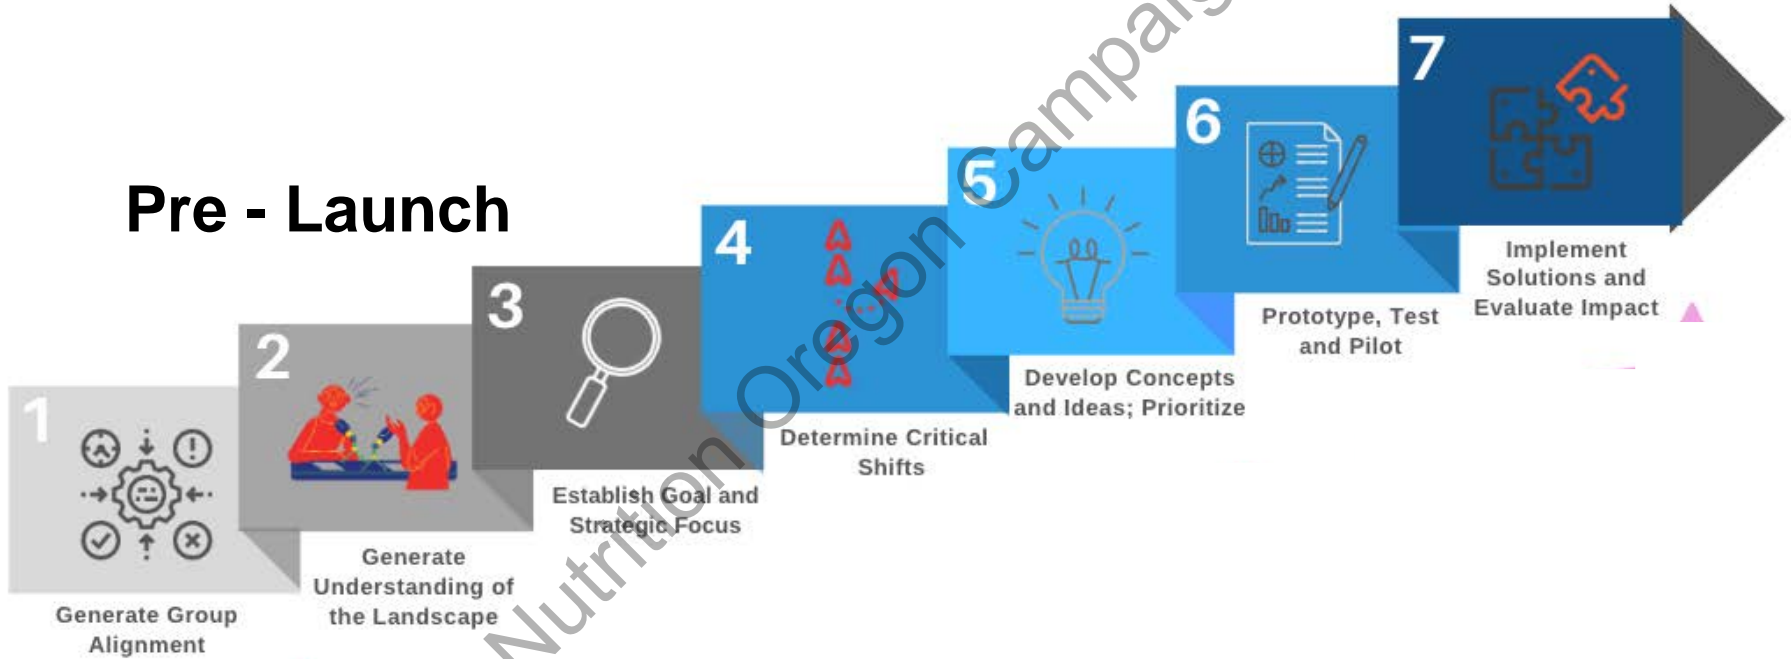 Pre - Launch
1
Generate Group
Alignment
2
Generate
Understanding of
the Landscape
3
Establish Goal and
Strategic Focus
4
Determine Critical
Shifts
5
Develop Concepts
and Ideas; Prioritize
6
Prototype, Test
and Pilot
7
Implement
Solutions and
Evaluate Impact
Nutrition Oregon